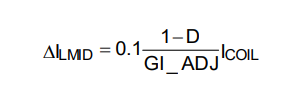 ΔILMID = 0.1 1−D / GI_ADJ ICOIL